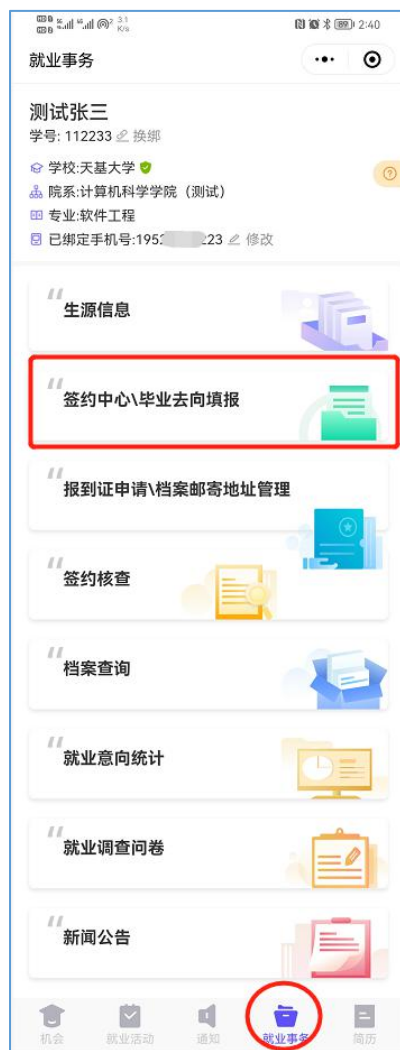 3.1
K/s
89
2:40
就业事务
测试张三
学号: 112233 换绑
学校:天基大学
院系:计算机科学学院（测试）
专业:软件工程
已绑定手机号:195 23 修改
生源信息
签约中心\毕业去向填报
报到证申请\档案邮寄地址管理
签约核查
档案查询
就业意向统计
就业调查问卷
新闻公告
机会 就业活动 通知 就业事务 简历